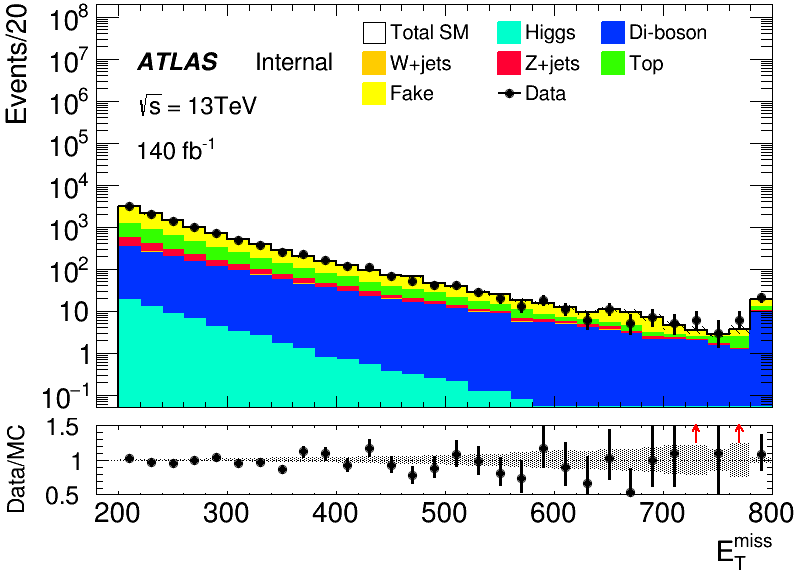 Events/20
10⁸
10⁷
10⁶
10⁵
10⁴
10³
10²
10
1
10⁻¹
ATLAS Internal
√s = 13TeV
140 fb⁻¹
Total SM
Higgs
Di-boson
W+jets
Z+jets
Top
Fake
Data
Data/MC
1.5
1
0.5
200 300 400 500 600 700 800
E_T^miss